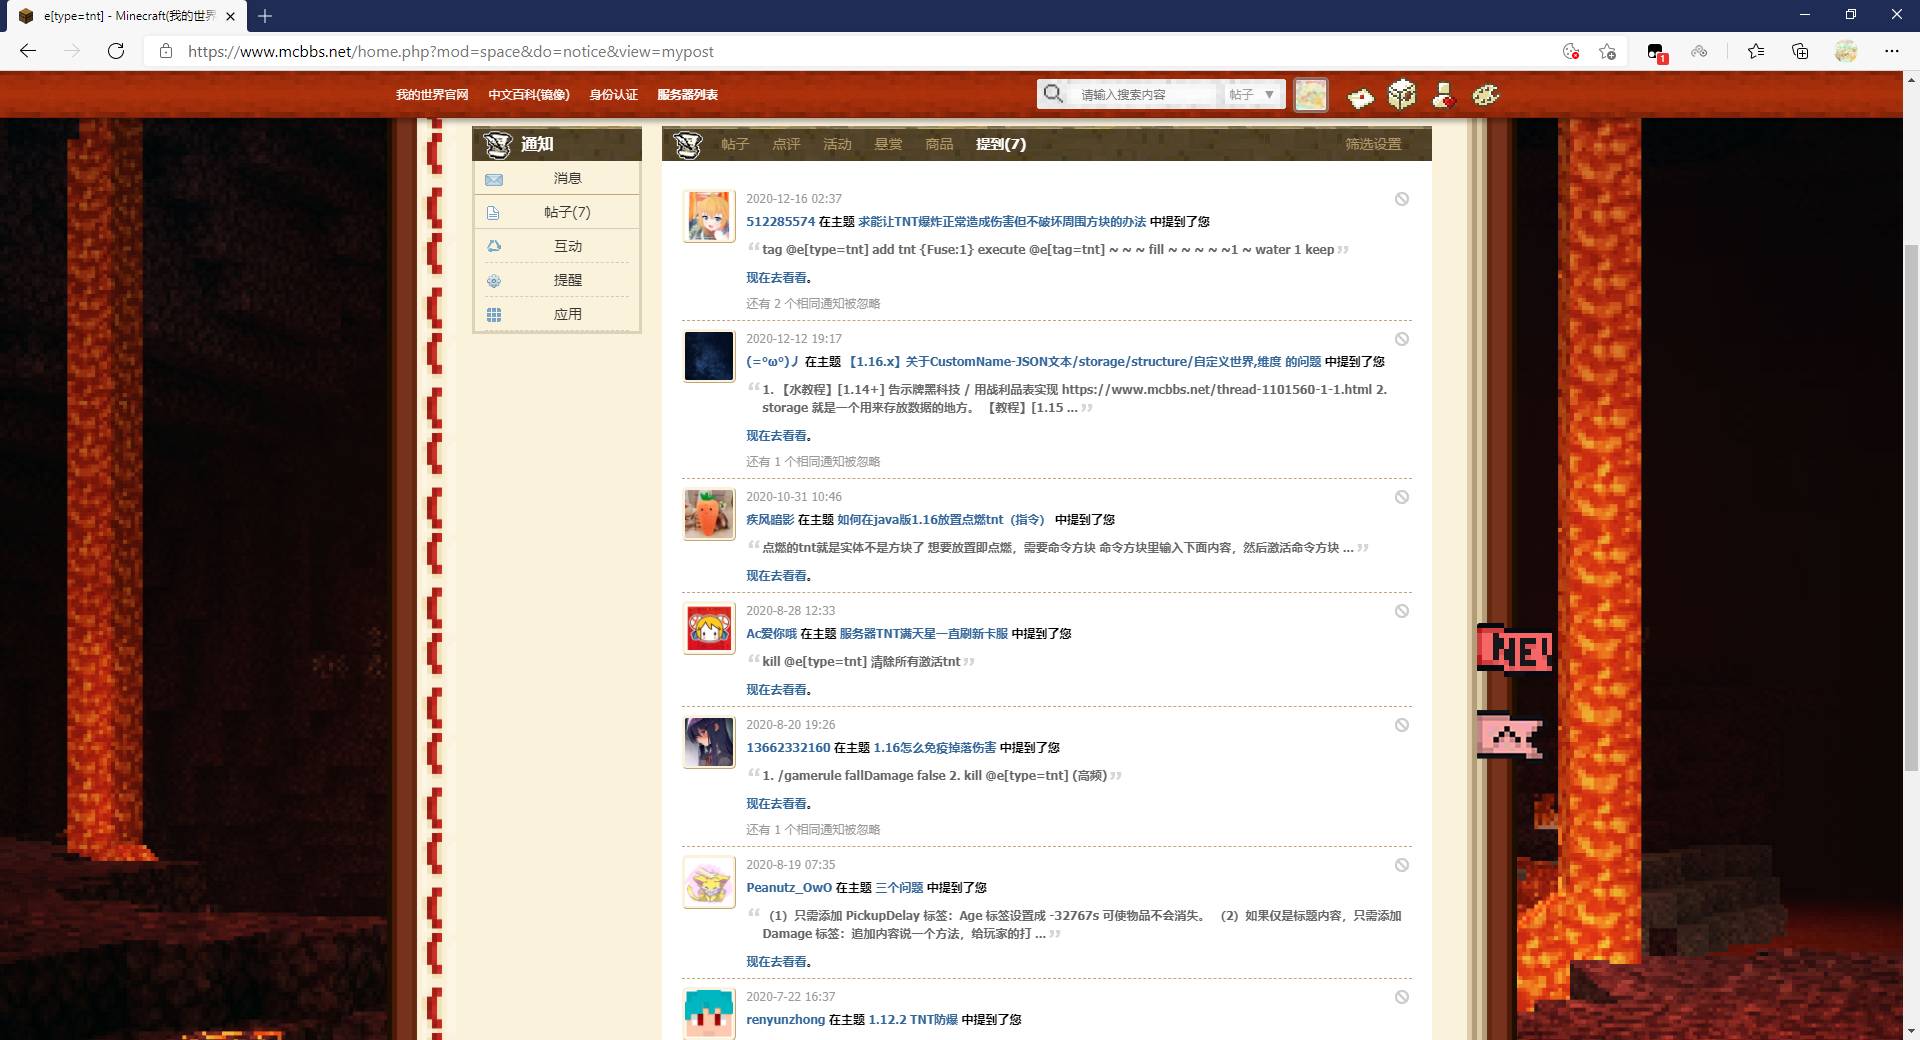 e[type=tnt] - Minecraft(我的世界
https://www.mcbbs.net/home.php?mod=space&do=notice&view=mypost
1
我的世界官网 中文百科(镜像) 身份认证 服务器列表
请输入搜索内容 帖子 ▼
通知
消息
帖子(7)
互动
提醒
应用
帖子 点评 活动 悬赏 商品 提到(7) 筛选设置
2020-12-16 02:37
512285574 在主题 求能让TNT爆炸正常造成伤害但不破坏周围方块的办法 中提到了您
“tag @e[type=tnt] add tnt {Fuse:1} execute @e[tag=tnt] ~ ~ ~ fill ~ ~ ~ ~ ~1 ~ water 1 keep”
现在去看看。
还有 2 个相同通知被忽略
2020-12-12 19:17
(=°ω°)丿 在主题 【1.16.x】关于CustomName-JSON文本/storage/structure/自定义世界,维度 的问题 中提到了您
“1. 【水教程】[1.14+] 告示牌黑科技 / 用战利品表实现 https://www.mcbbs.net/thread-1101560-1-1.html 2.
storage 就是一个用来存放数据的地方。 【教程】[1.15 ...”
现在去看看。
还有 1 个相同通知被忽略
2020-10-31 10:46
疾风暗影 在主题 如何在java版1.16放置点燃tnt（指令） 中提到了您
“点燃的tnt就是实体不是方块了 想要放置即点燃，需要命令方块 命令方块里输入下面内容，然后激活命令方块 ...”
现在去看看。
2020-8-28 12:33
Ac爱你哦 在主题 服务器TNT满天星一直刷新卡服 中提到了您
“kill @e[type=tnt] 清除所有激活tnt”
现在去看看。
2020-8-20 19:26
13662332160 在主题 1.16怎么免疫掉落伤害 中提到了您
“1. /gamerule fallDamage false 2. kill @e[type=tnt] (高频)”
现在去看看。
还有 1 个相同通知被忽略
2020-8-19 07:35
Peanutz_OwO 在主题 三个问题 中提到了您
“（1）只需添加 PickupDelay 标签：Age 标签设置成 -32767s 可使物品不会消失。 （2）如果仅是标题内容，只需添加
Damage 标签：追加内容说一个方法，给玩家的打 ...”
现在去看看。
2020-7-22 16:37
renyunzhong 在主题 1.12.2 TNT防爆 中提到了您